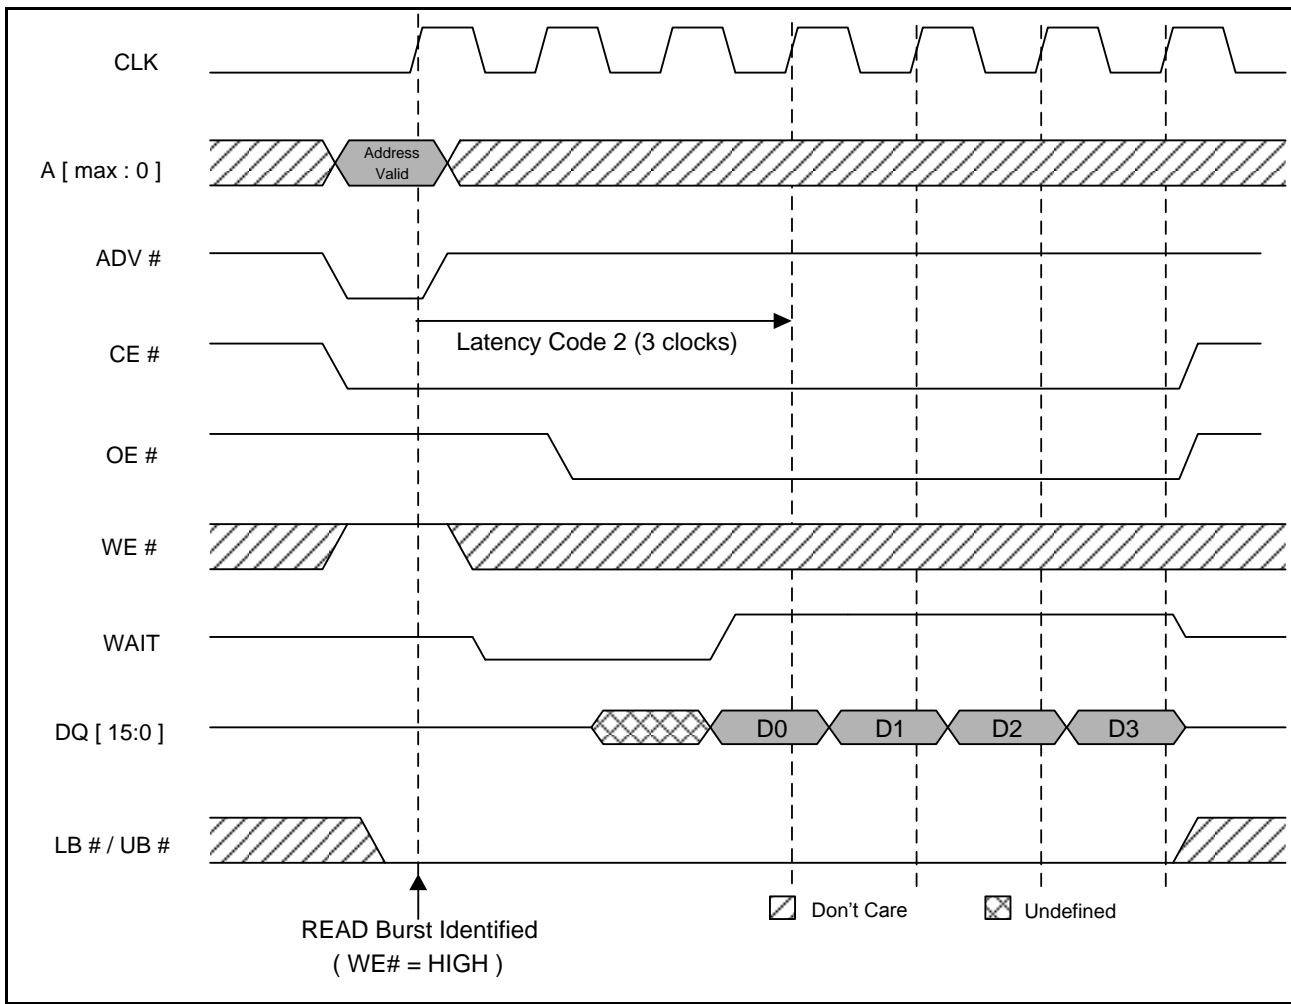 CLK
A [ max : 0 ]
Address
Valid
ADV #
Latency Code 2 (3 clocks)
CE #
OE #
WE #
WAIT
DQ [ 15:0 ]
D0
D1
D2
D3
LB # / UB #
Don't Care
Undefined
READ Burst Identified
( WE# = HIGH )